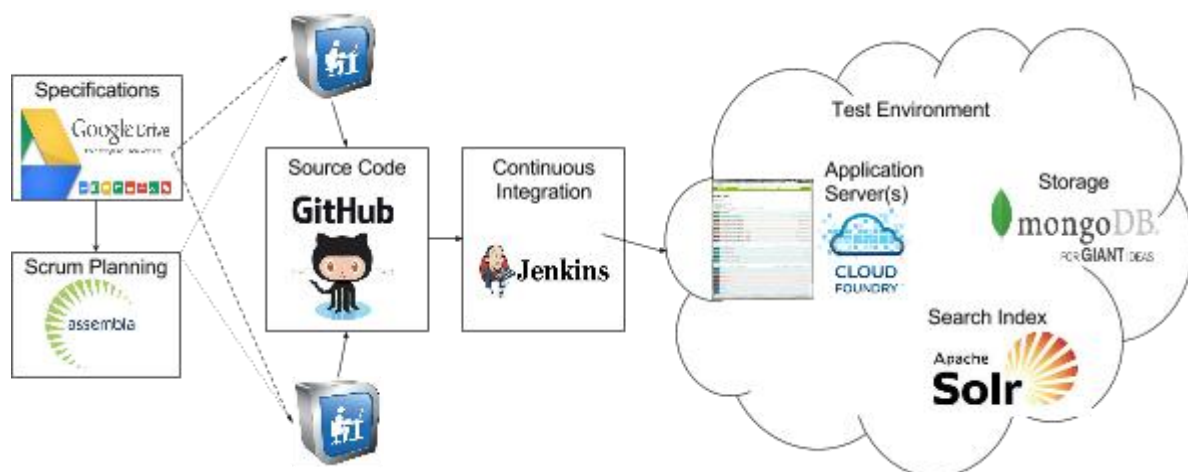 Specifications
Google Drive
Scrum Planning
assembla
Source Code
GitHub
Continuous
Integration
Jenkins
Test Environment
Application
Server(s)
CLOUD
FOUNDRY
Storage
mongoDB.
FOR GIANT IDEAS
Search Index
Apache
Solr